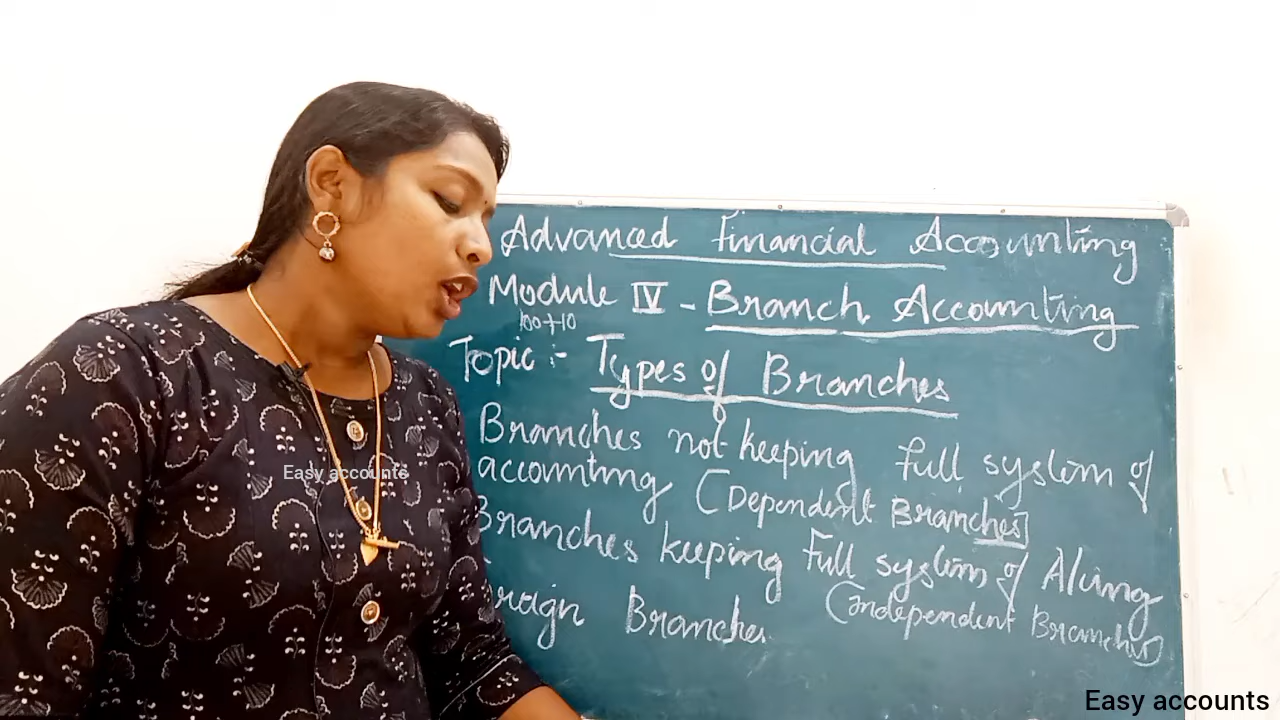 Advanced Financial Accounting
Module IV - Branch Accounting
100+10
Topic :- Types of Branches
Branches not keeping full system of
accounting (Dependent Branches)
Branches keeping Full system of A/cing
(Independent Branches)
reign Branches
Easy accounts
Easy accounts